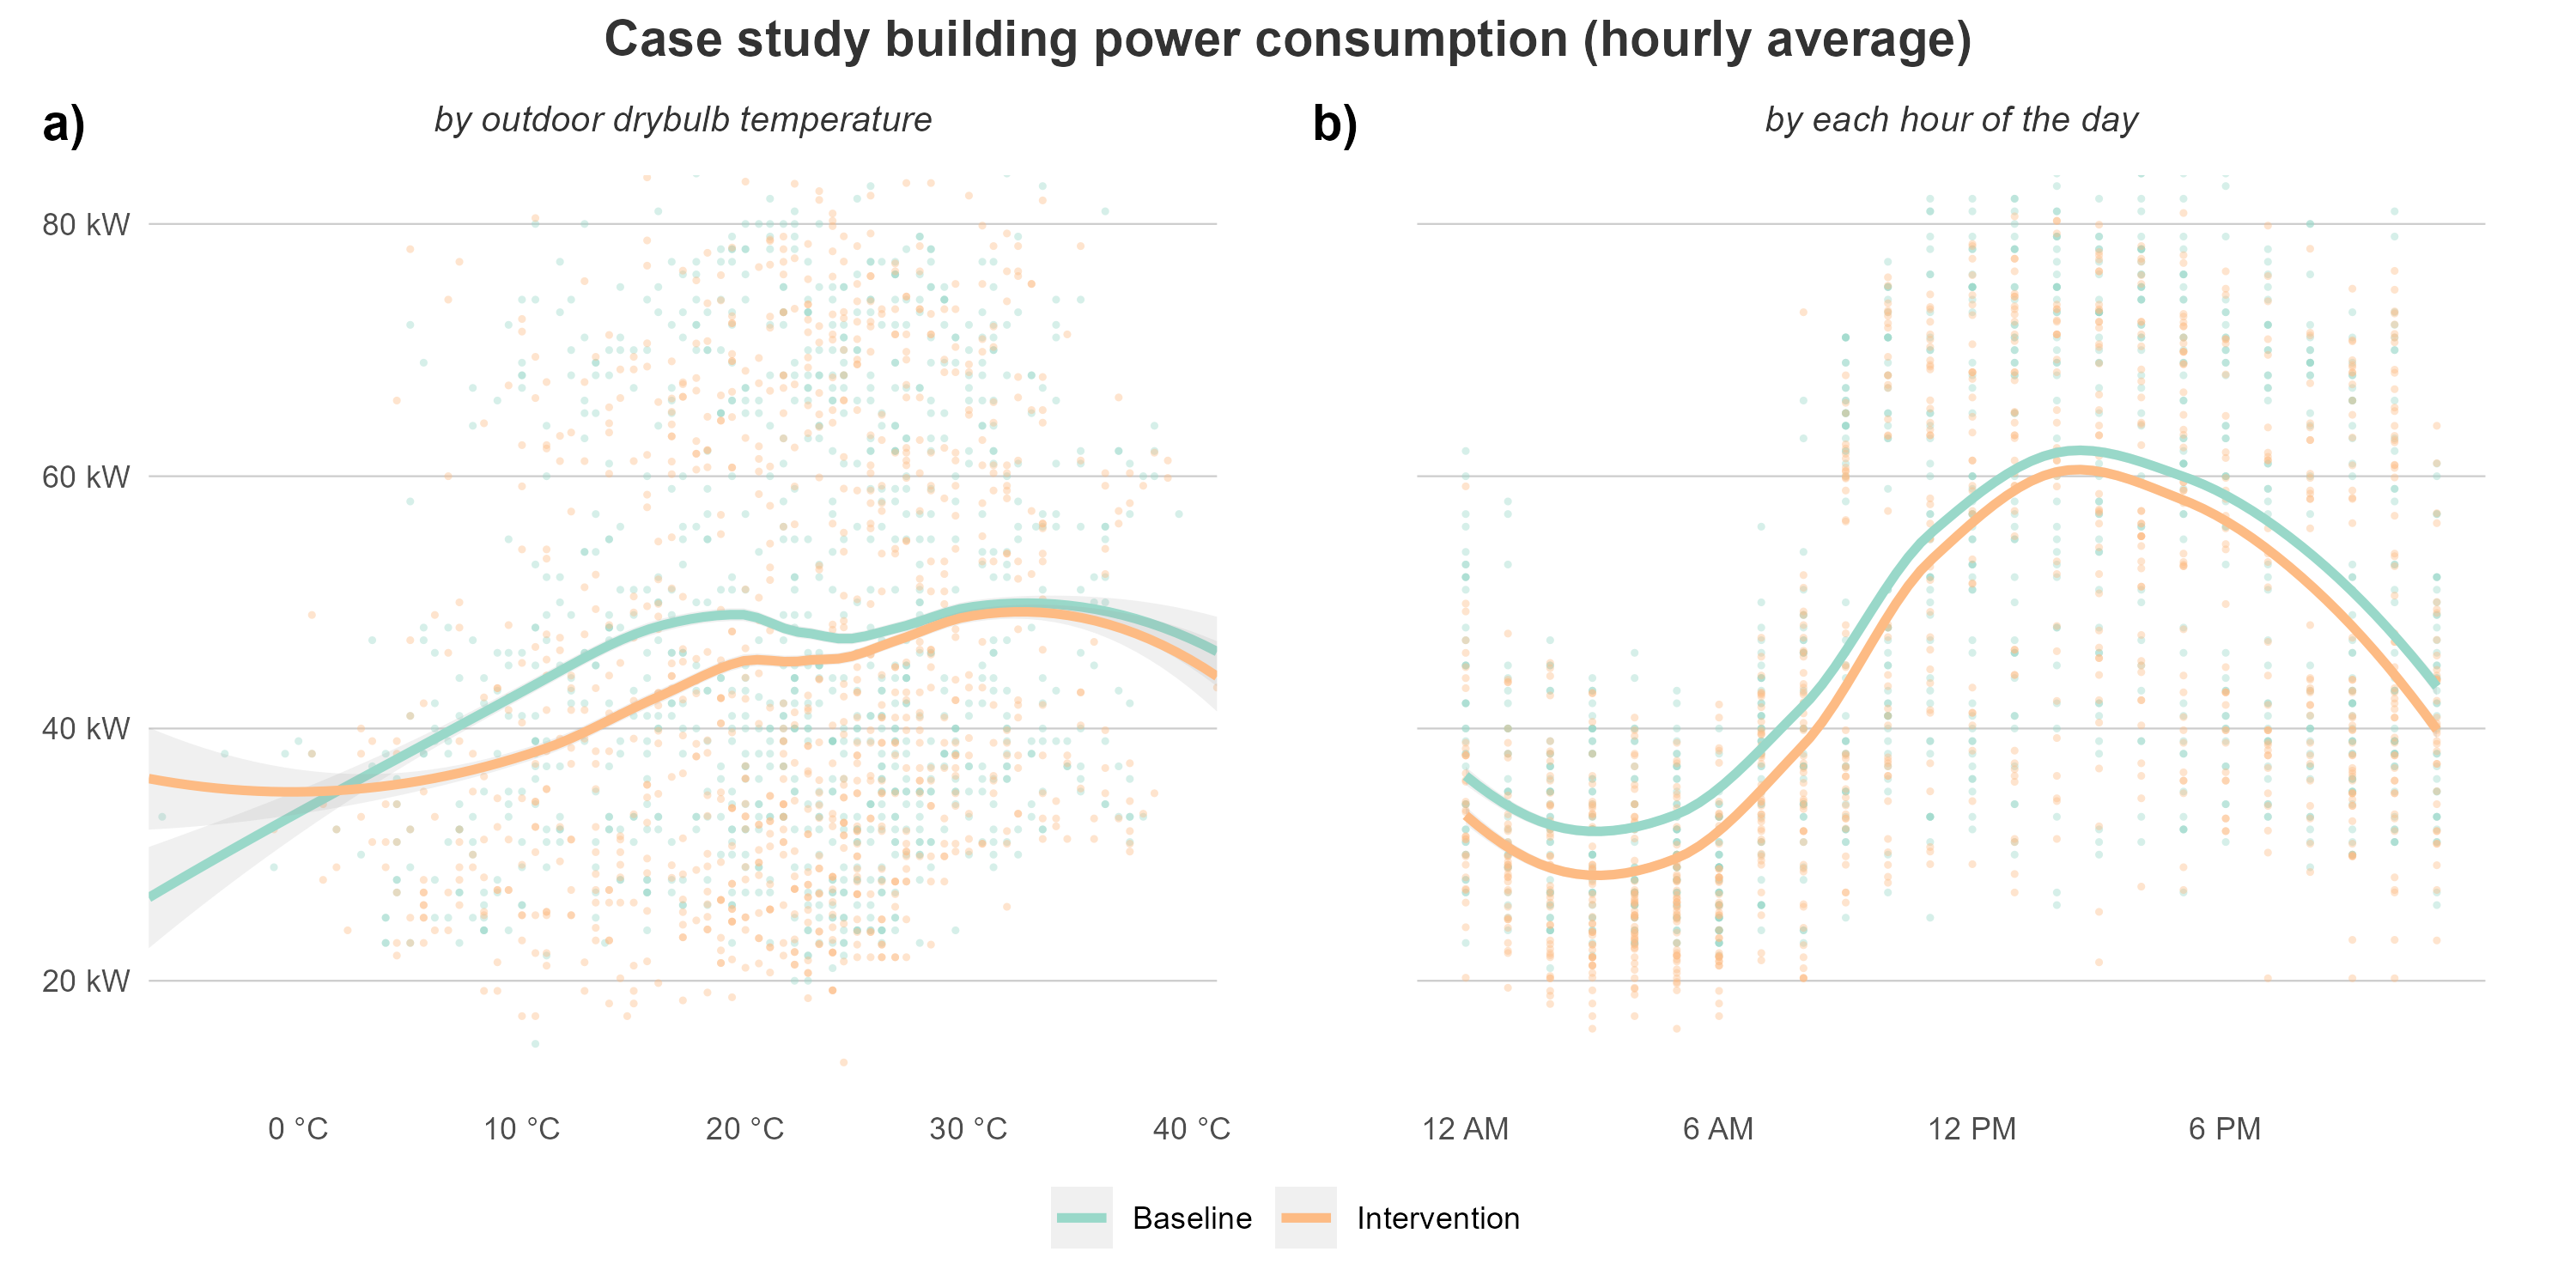 Case study building power consumption (hourly average)
a)
by outdoor drybulb temperature
b)
by each hour of the day
80 kW
60 kW
40 kW
20 kW
0 °C 10 °C 20 °C 30 °C 40 °C
12 AM 6 AM 12 PM 6 PM
Baseline Intervention